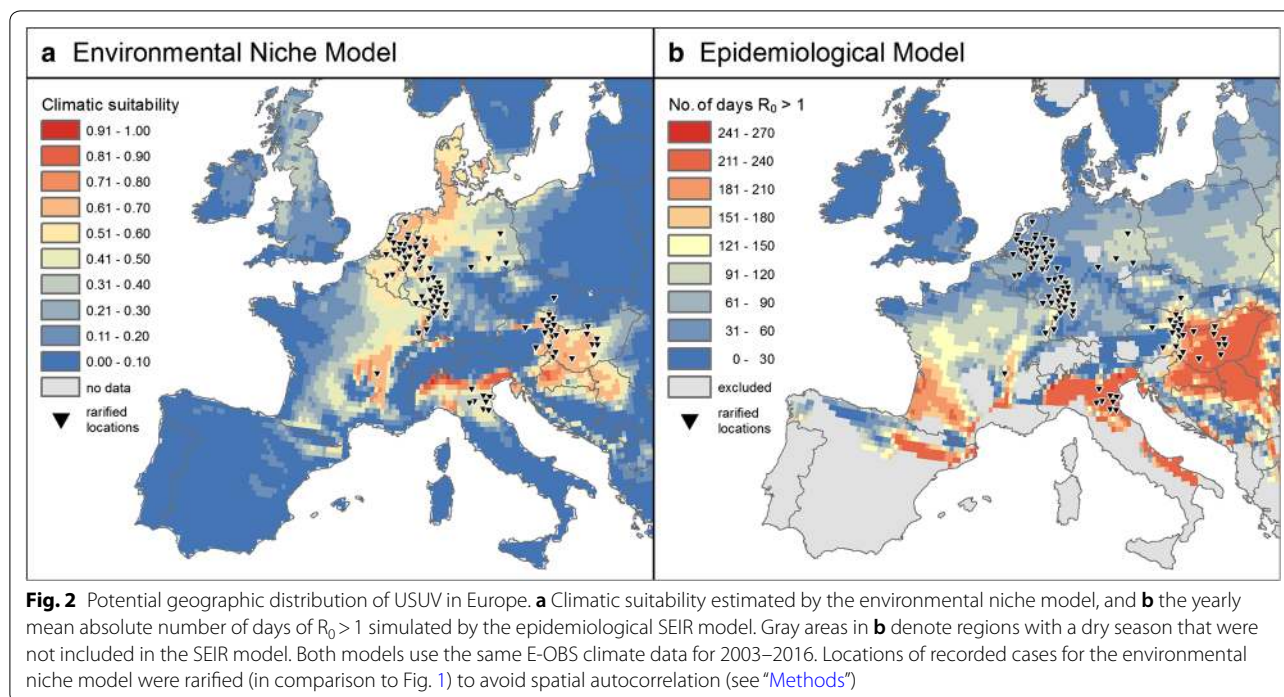 a Environmental Niche Model
Climatic suitability
0.91 - 1.00
0.81 - 0.90
0.71 - 0.80
0.61 - 0.70
0.51 - 0.60
0.41 - 0.50
0.31 - 0.40
0.21 - 0.30
0.11 - 0.20
0.00 - 0.10
no data
rarified
locations
b Epidemiological Model
No. of days R₀ > 1
241 - 270
211 - 240
181 - 210
151 - 180
121 - 150
91 - 120
61 - 90
31 - 60
0 - 30
excluded
rarified
locations
Fig. 2 Potential geographic distribution of USUV in Europe. a Climatic suitability estimated by the environmental niche model, and b the yearly
mean absolute number of days of R₀ > 1 simulated by the epidemiological SEIR model. Gray areas in b denote regions with a dry season that were
not included in the SEIR model. Both models use the same E-OBS climate data for 2003–2016. Locations of recorded cases for the environmental
niche model were rarified (in comparison to Fig. 1) to avoid spatial autocorrelation (see “Methods”)